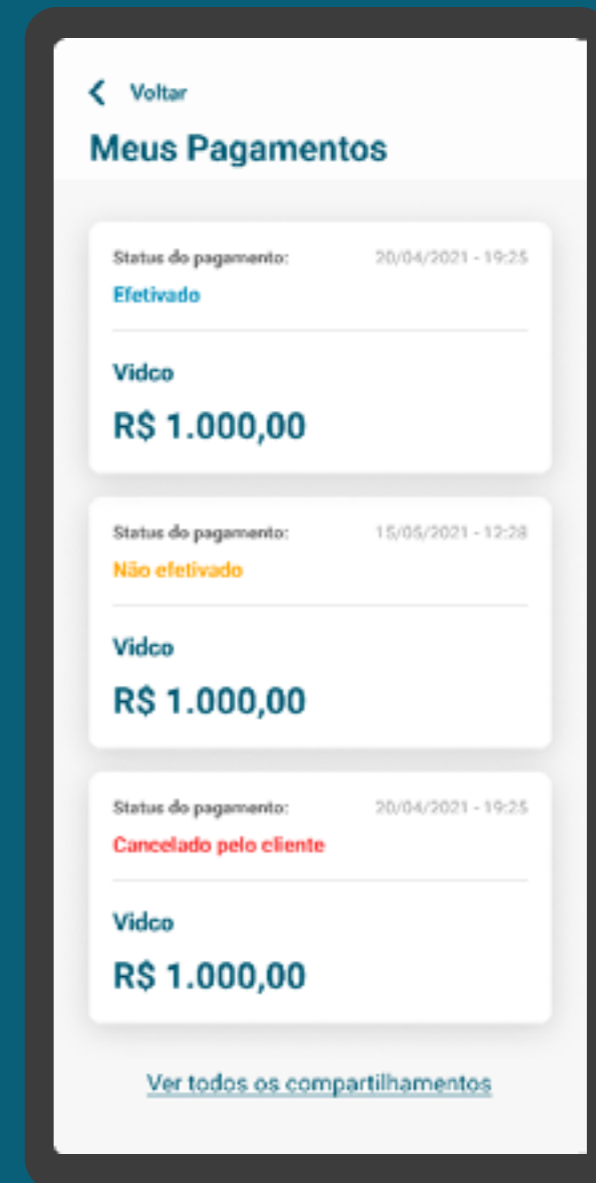 Voltar
Meus Pagamentos
Status do pagamento: 20/04/2021 - 19:25
Efetivado
Vidco
R$ 1.000,00
Status do pagamento: 15/05/2021 - 12:28
Não efetivado
Vidco
R$ 1.000,00
Status do pagamento: 20/04/2021 - 19:25
Cancelado pelo cliente
Vidco
R$ 1.000,00
Ver todos os compartilhamentos